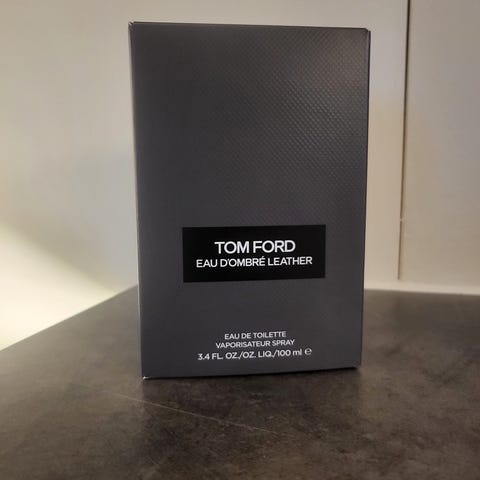 TOM FORD
EAU D'OMBRÉ LEATHER
EAU DE TOILETTE
VAPORISATEUR SPRAY
3.4 FL. OZ./OZ. LIQ./100 ml ℮